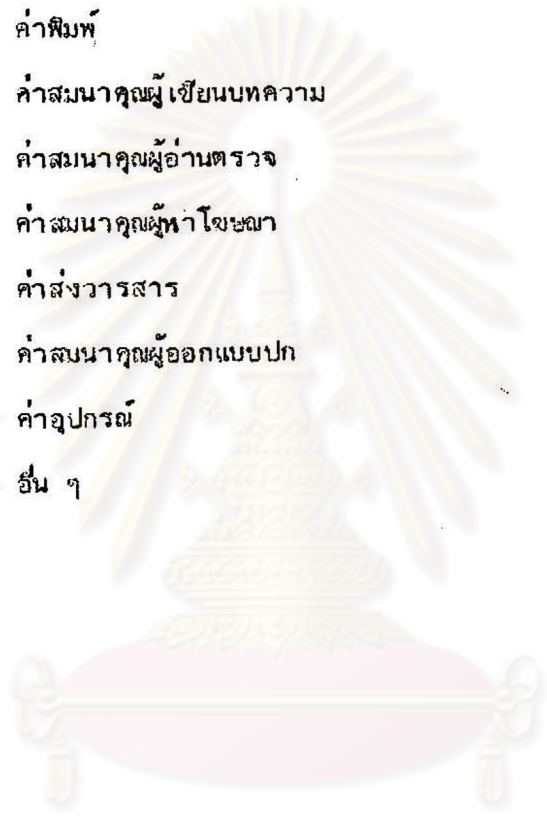 ค่าพิมพ์
ค่าสมนาคุณผู้เขียนบทความ
ค่าสมนาคุณผู้อ่านตรวจ
ค่าสมนาคุณผู้หาโฆษณา
ค่าส่งวารสาร
ค่าสมนาคุณผู้ออกแบบปก
ค่าอุปกรณ์
อื่น ๆ